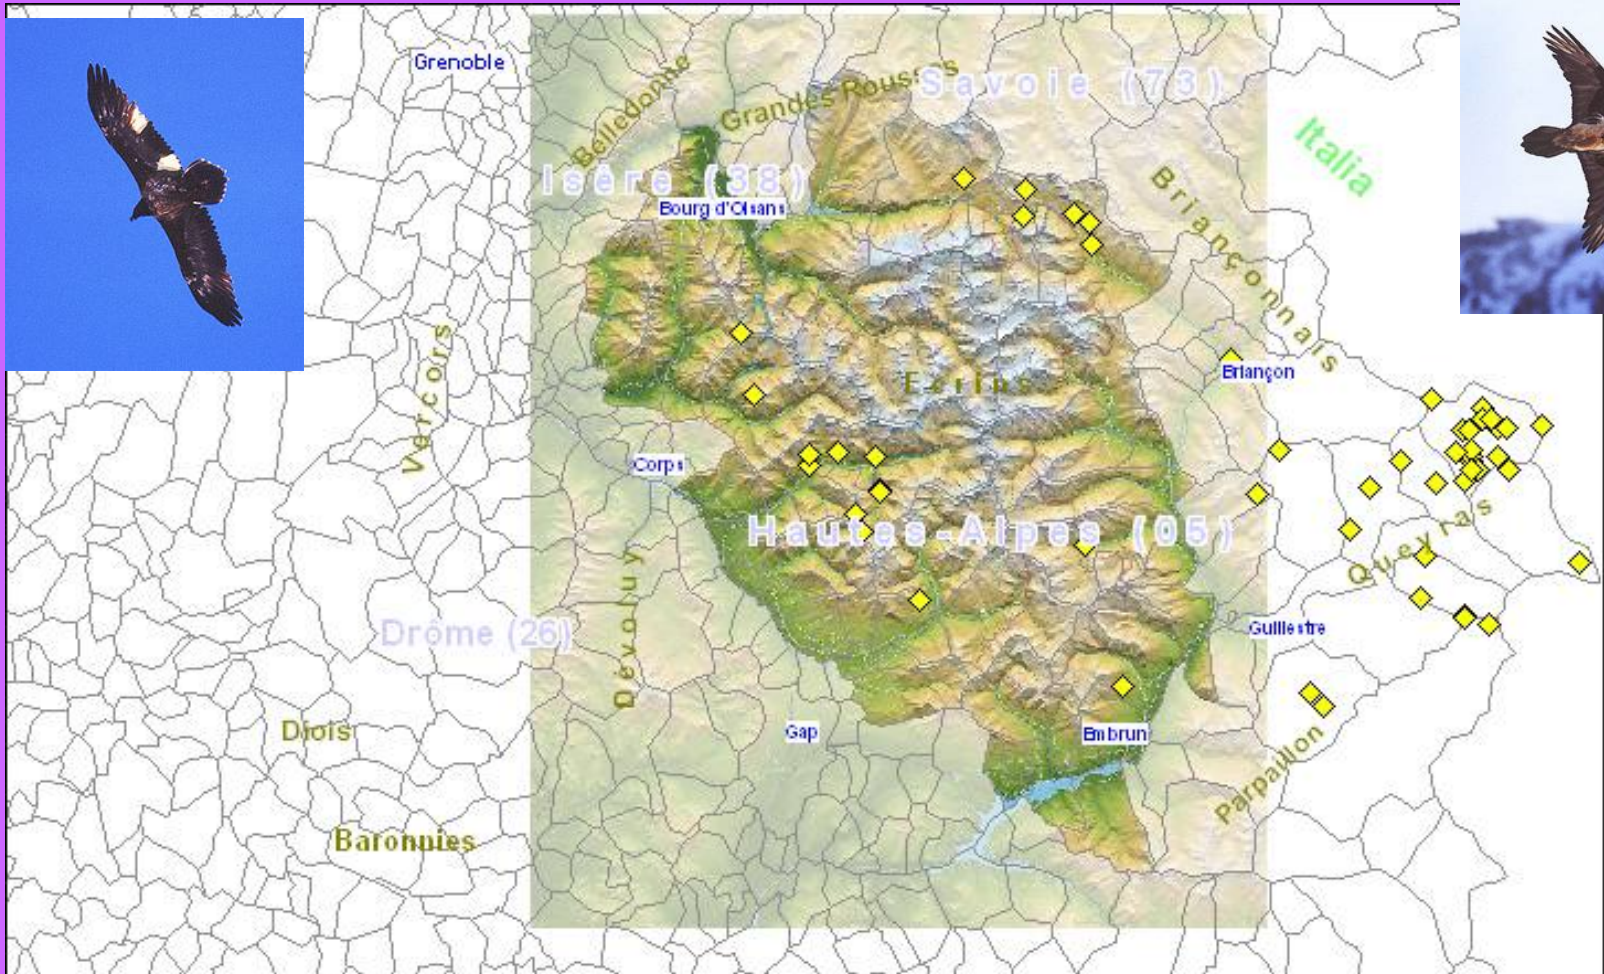 Grenoble
Belledonne
Grandes Rousses
Savoie (73)
Italia
Isère (38)
Bourg d'Oisans
Briançonnais
Vercors
Ecrins
Briançon
Corps
Hautes-Alpes (05)
Queyras
Dévoluy
Drôme (26)
Guillestre
Diois
Gap
Embrun
Parpaillon
Baronnies